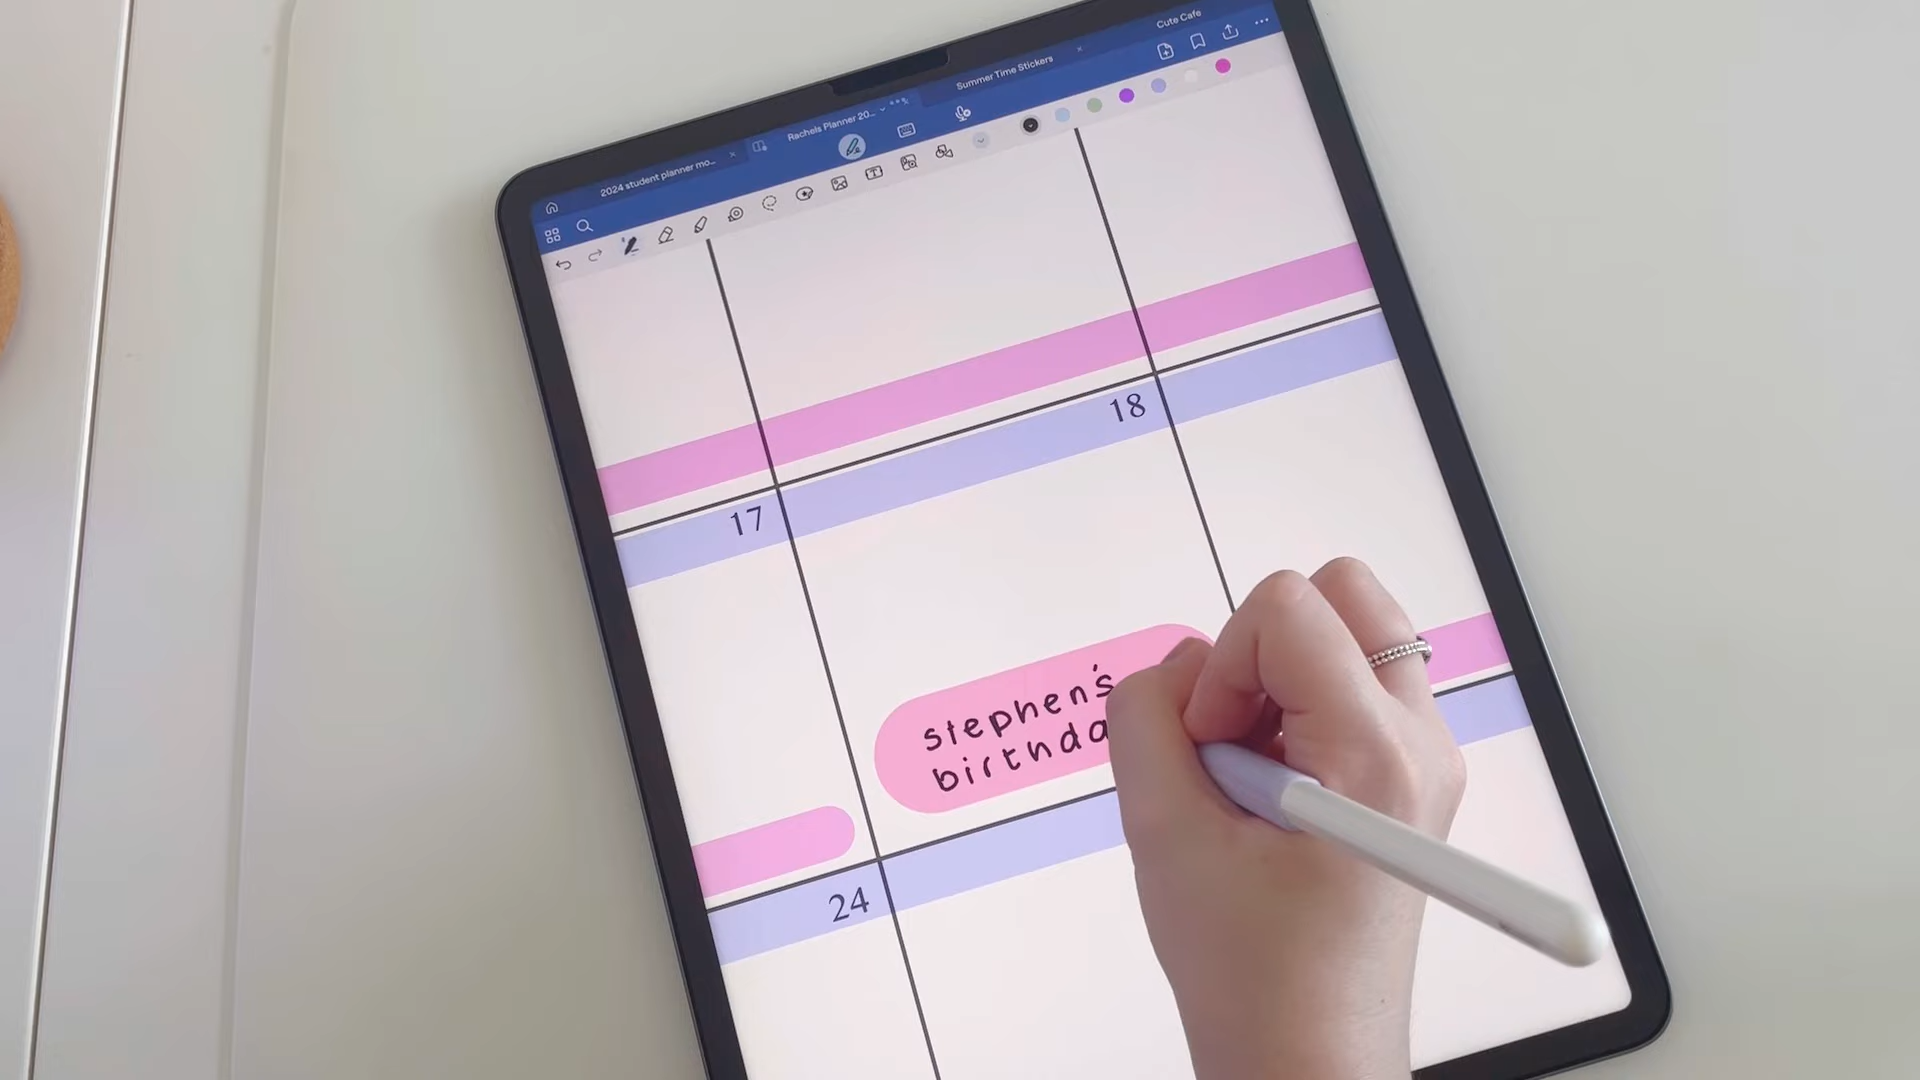 Cute Cafe
Summer Time Stickers
Rachels Planner 20...
2024 student planner mo...
18
17
stephen's
birthda
24